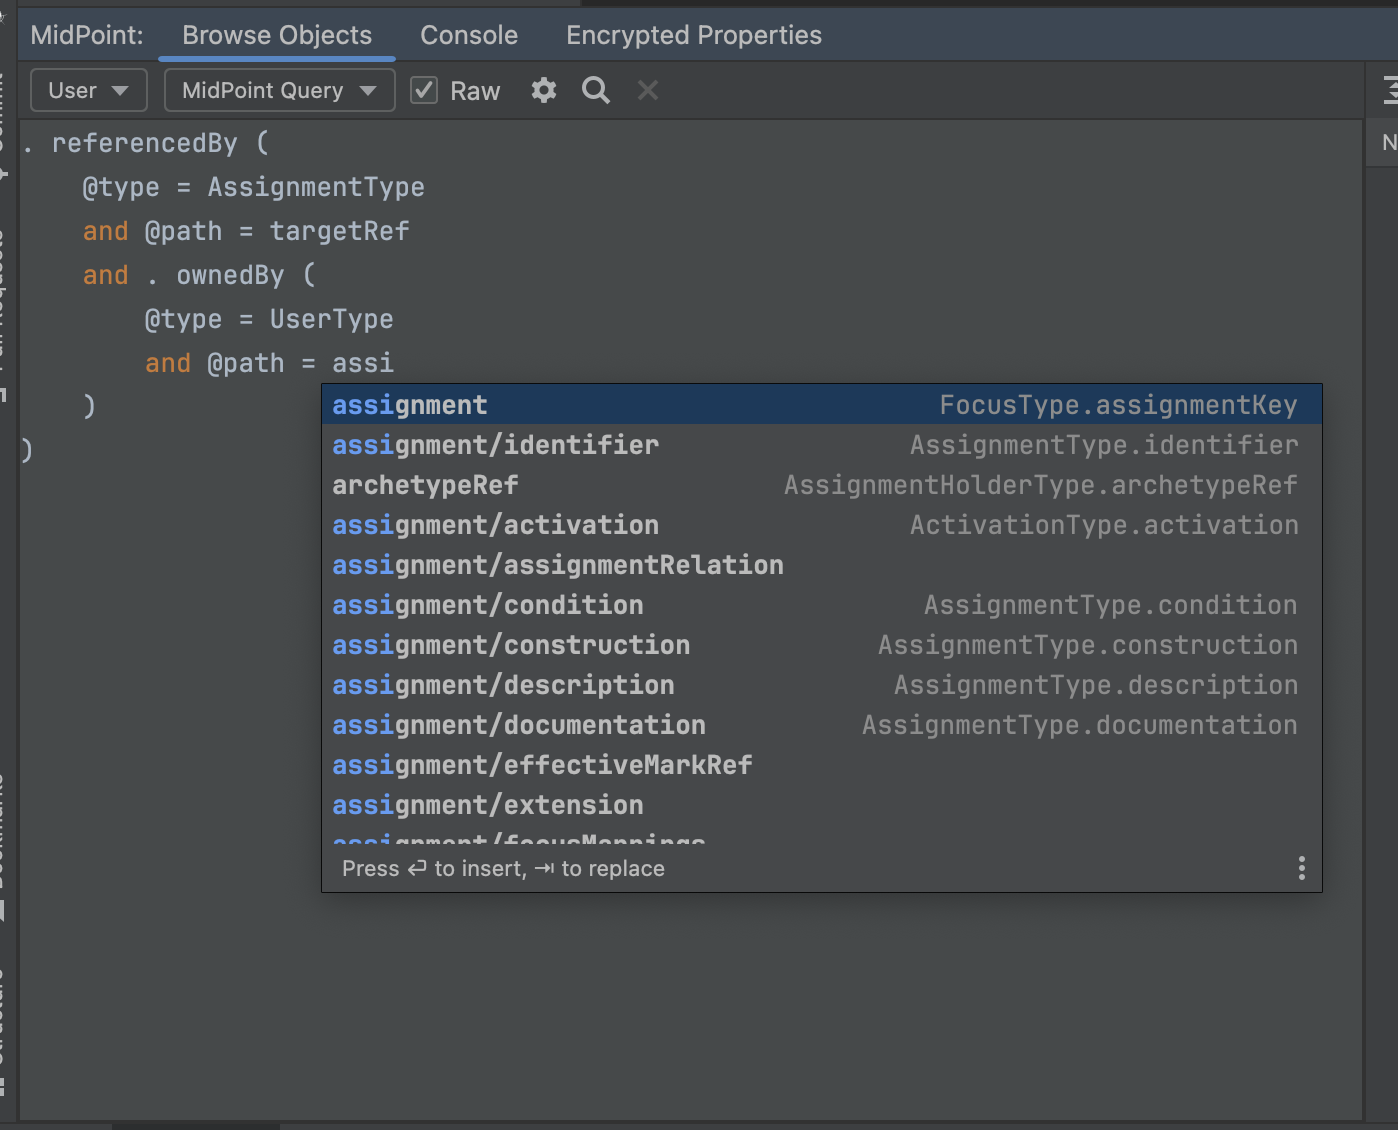 MidPoint: Browse Objects Console Encrypted Properties
User MidPoint Query Raw
. referencedBy (
@type = AssignmentType
and @path = targetRef
and . ownedBy (
@type = UserType
and @path = assi
)
)
assignment FocusType.assignmentKey
assignment/identifier AssignmentType.identifier
archetypeRef AssignmentHolderType.archetypeRef
assignment/activation ActivationType.activation
assignment/assignmentRelation
assignment/condition AssignmentType.condition
assignment/construction AssignmentType.construction
assignment/description AssignmentType.description
assignment/documentation AssignmentType.documentation
assignment/effectiveMarkRef
assignment/extension
assignment/focusMappings
Press ⏎ to insert, ⇥ to replace